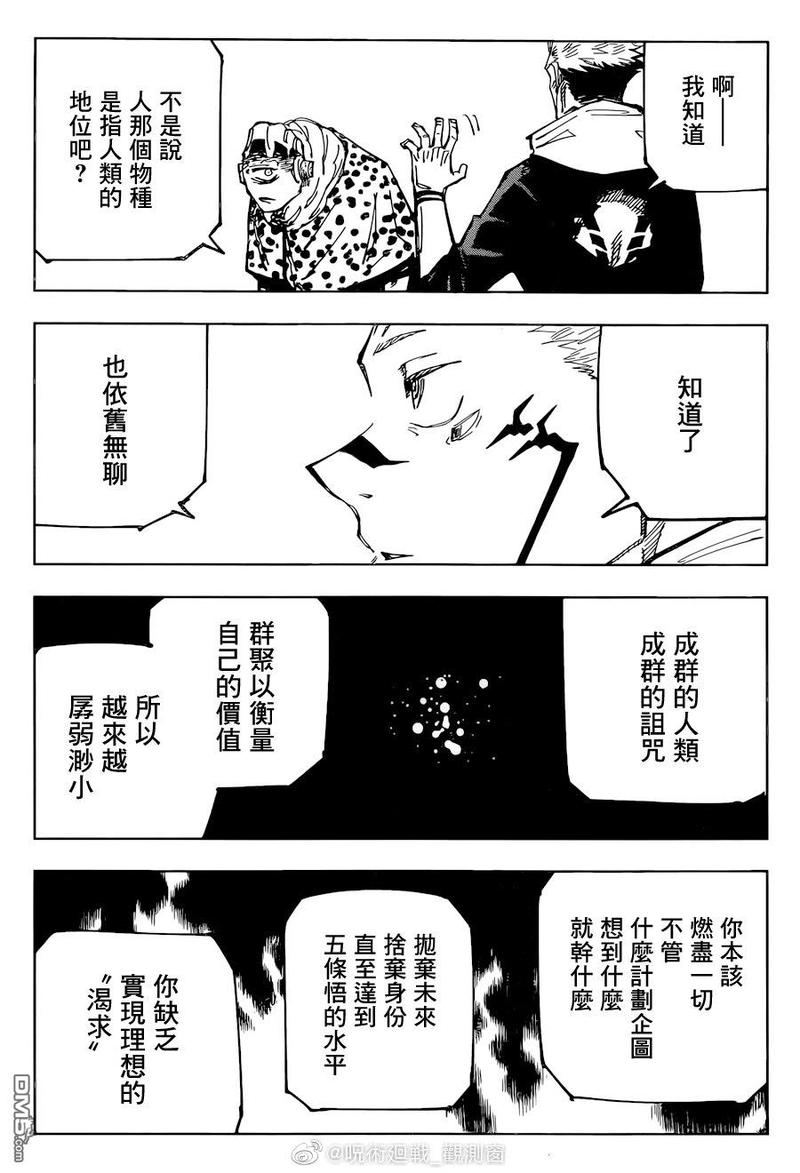 啊——
我知道
不是說
人那個物種
是指人類的
地位吧？
知道了
也依舊無聊
成群的人類
成群的詛咒
群聚以衡量
自己的價值
所以
越來越
孱弱渺小
你本該
燃盡一切
不管
什麼計劃企圖
想到什麼
就幹什麼
拋棄未來
捨棄身份
直至達到
五條悟的水平
你缺乏
實現理想的
〝渴求〞
DM5.com
@呪術廻戰_觀測窗